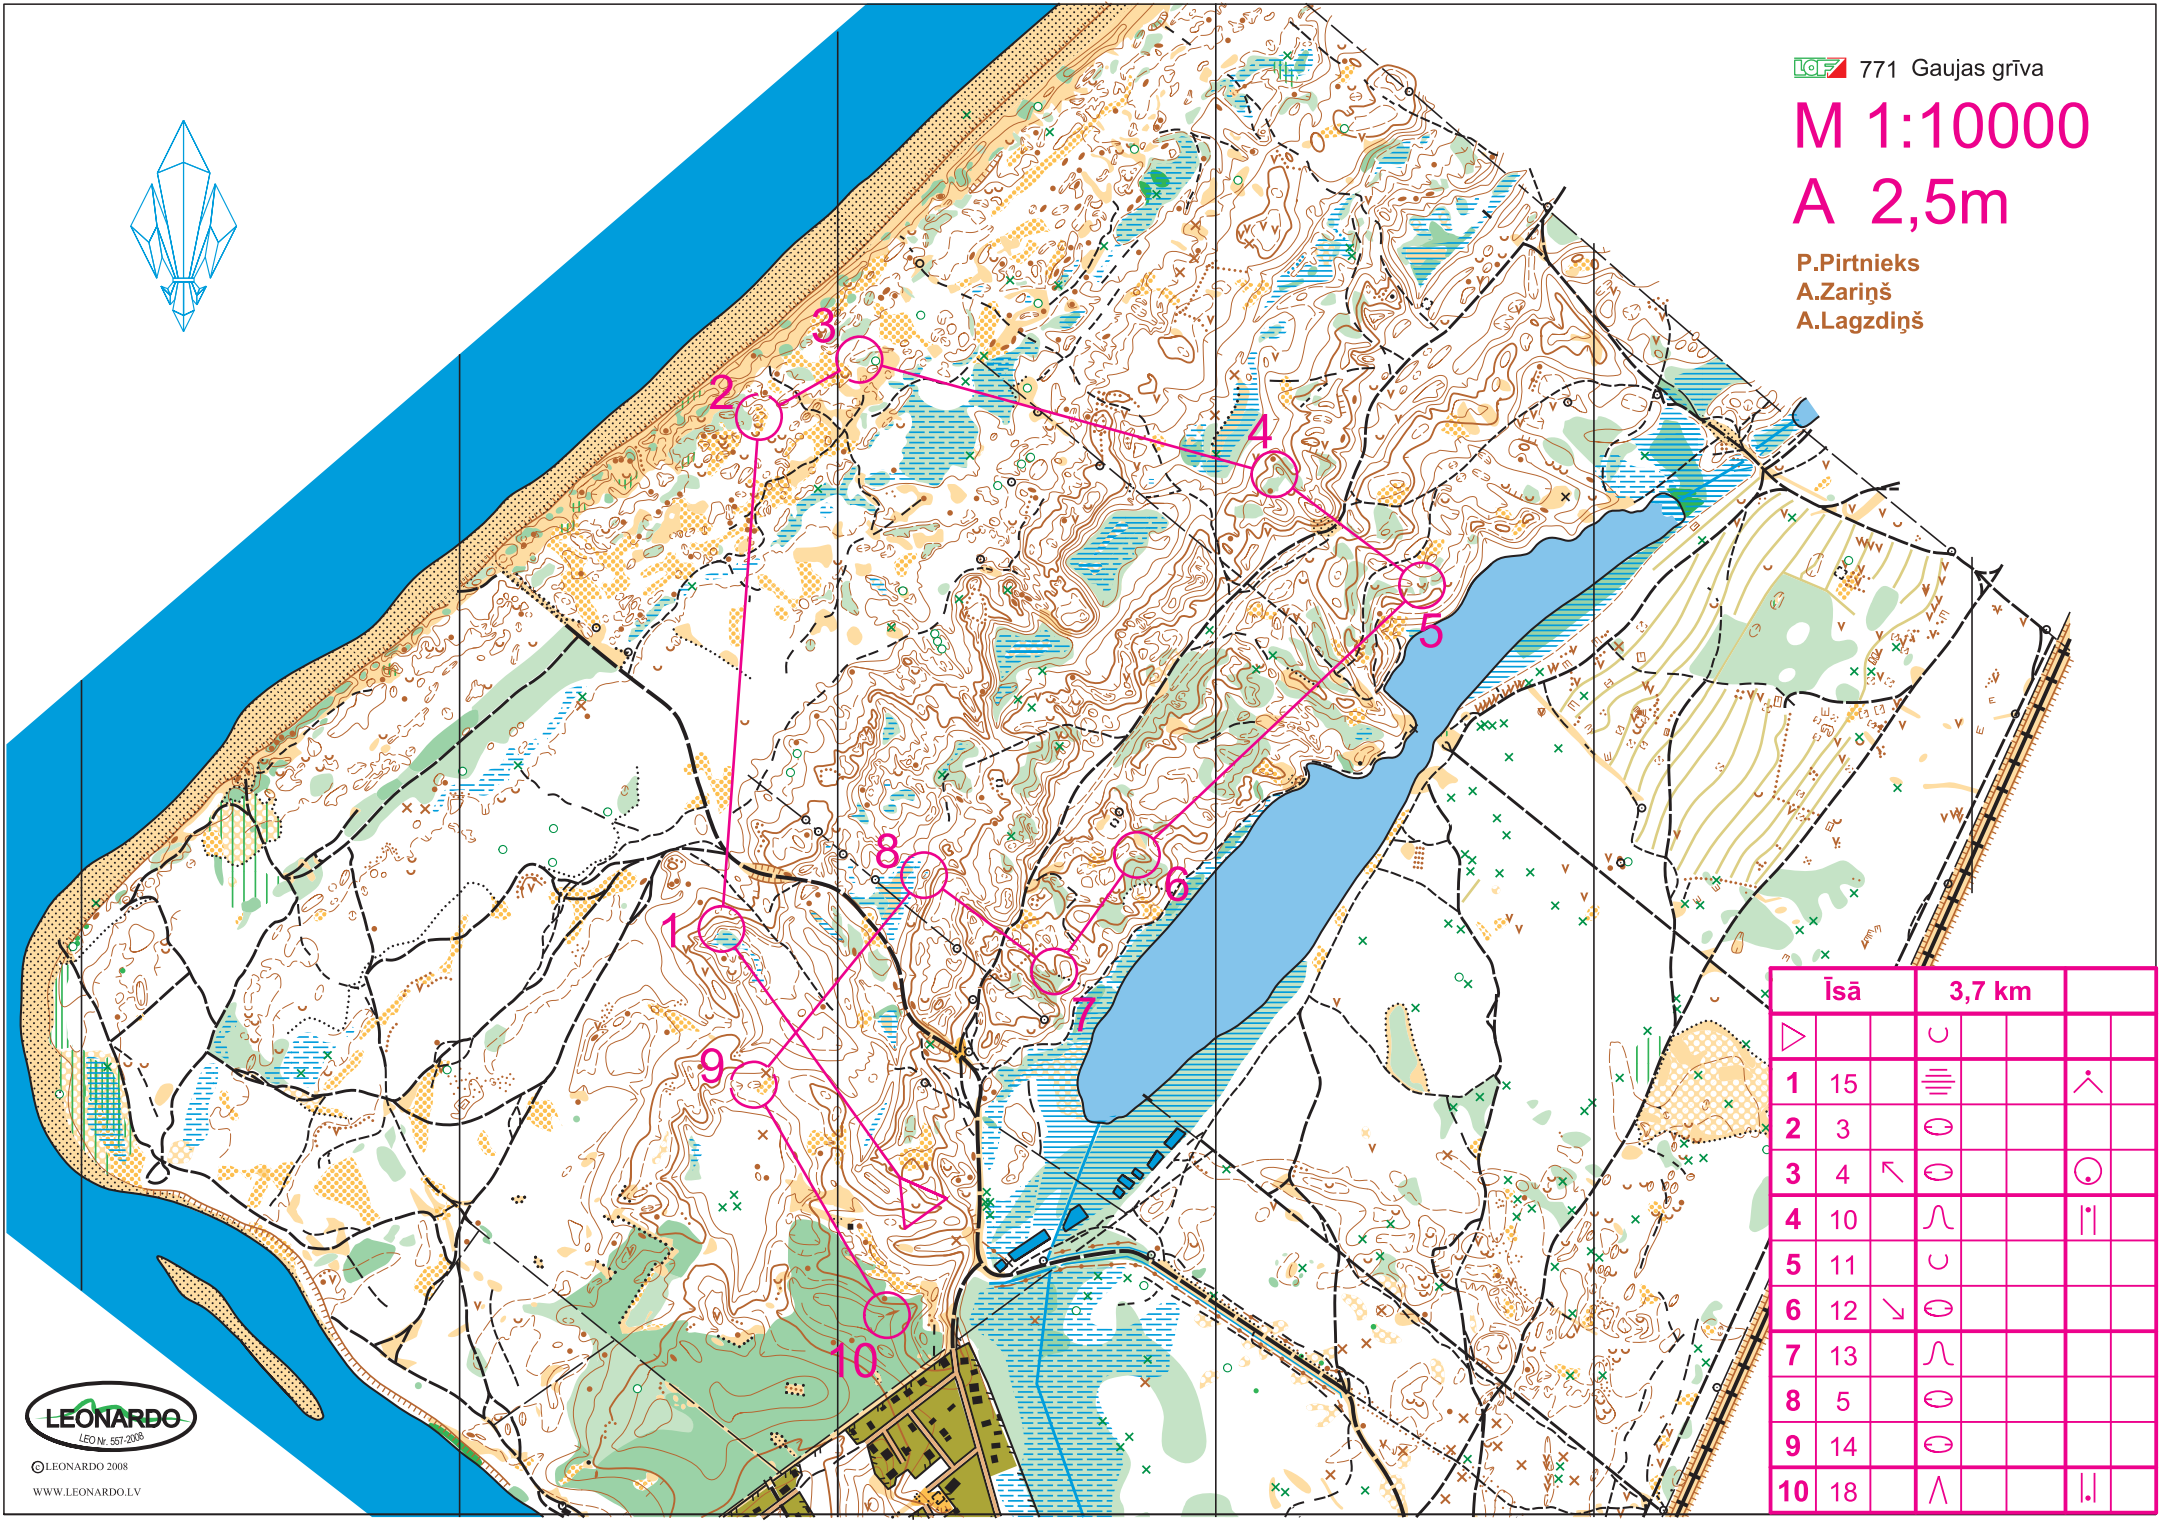 LOF 771 Gaujas grīva
M 1:10000
A 2,5m
P.Pirtnieks
A.Zariņš
A.Lagzdiņš
3
2
4
5
8
6
1
7
9
10
Īsā 3,7 km
1 15
2 3
3 4
4 10
5 11
6 12
7 13
8 5
9 14
10 18
LEONARDO
LEO Nr. 557-2008
©LEONARDO 2008
WWW.LEONARDO.LV